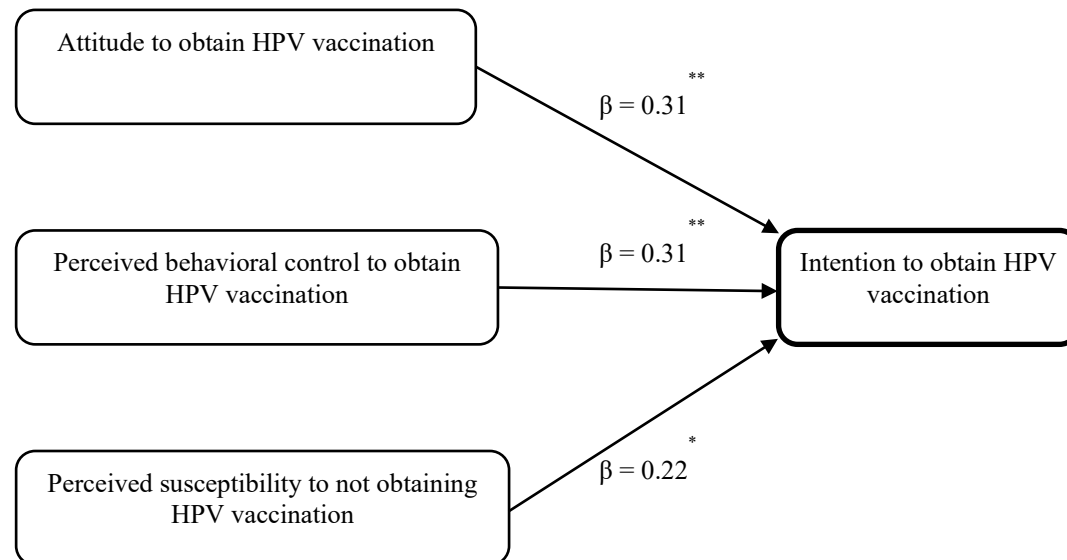 Attitude to obtain HPV vaccination
**
β = 0.31
**
β = 0.31
Perceived behavioral control to obtain
HPV vaccination
Intention to obtain HPV
vaccination
*
β = 0.22
Perceived susceptibility to not obtaining
HPV vaccination